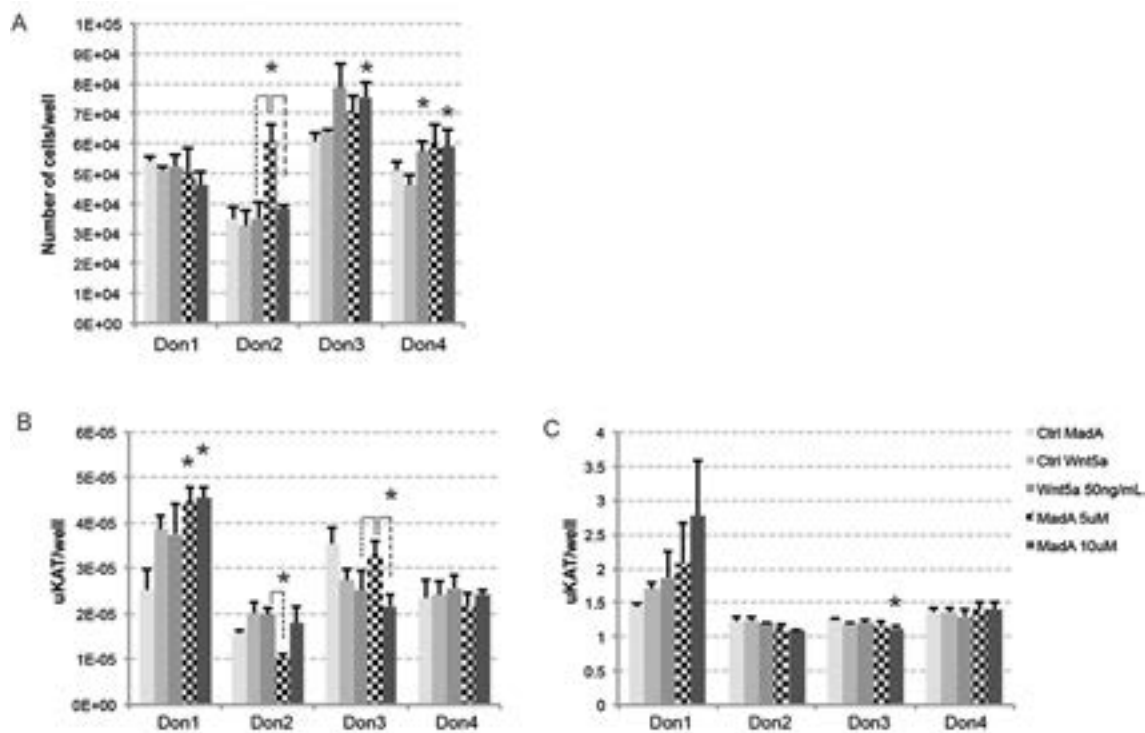 A
Number of cells/well
1E+05
9E+04
8E+04
7E+04
6E+04
5E+04
4E+04
3E+04
2E+04
1E+04
0E+00
Don1 Don2 Don3 Don4
*
*
* *
B
uKAT/well
6E-05
5E-05
4E-05
3E-05
2E-05
1E-05
0E+00
Don1 Don2 Don3 Don4
* *
*
*
C
uKAT/well
4
3.5
3
2.5
2
1.5
1
0.5
0
Don1 Don2 Don3 Don4
*
Ctrl MadA
Ctrl Wnt5a
Wnt5a 50ng/mL
MadA 5uM
MadA 10uM